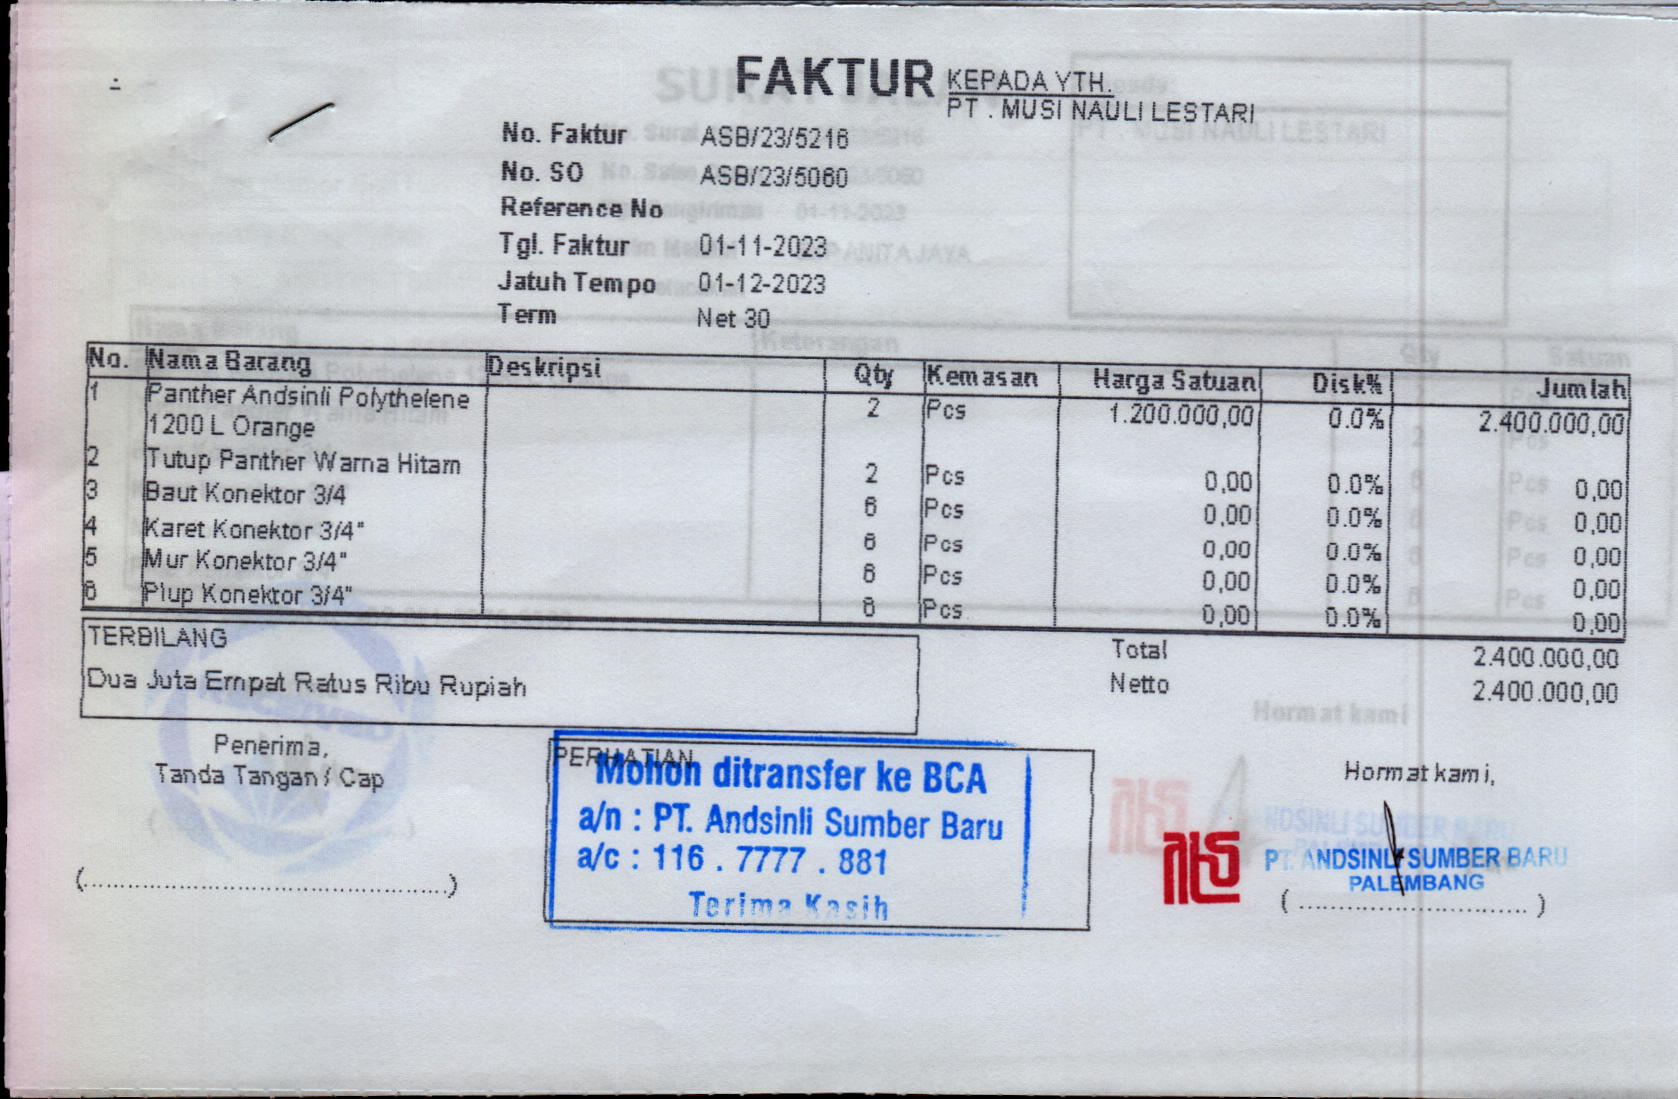 FAKTUR
KEPADA YTH.
PT . MUSI NAULI LESTARI
No. Faktur ASB/23/5216
No. SO ASB/23/5060
Reference No
Tgl. Faktur 01-11-2023
Jatuh Tempo 01-12-2023
Term Net 30
No. Nama Barang Deskripsi Qty Kemasan Harga Satuan Disk% Jumlah
1 Panther Andsinli Polythelene 2 Pcs 1.200.000,00 0.0% 2.400.000,00
1200 L Orange
2 Tutup Panther Warna Hitam 2 Pcs 0,00 0.0% 0,00
3 Baut Konektor 3/4 6 Pcs 0,00 0.0% 0,00
4 Karet Konektor 3/4" 6 Pcs 0,00 0.0% 0,00
5 Mur Konektor 3/4" 6 Pcs 0,00 0.0% 0,00
6 Plup Konektor 3/4" 6 Pcs 0,00 0.0% 0,00
TERBILANG
Dua Juta Empat Ratus Ribu Rupiah
Total 2.400.000,00
Netto 2.400.000,00
Penerima,
Tanda Tangan / Cap
(..................................................)
PERHATIAN
Mohon ditransfer ke BCA
a/n : PT. Andsinli Sumber Baru
a/c : 116 . 7777 . 881
Terima Kasih
Hormat kami,
PT. ANDSINLI SUMBER BARU
PALEMBANG
( ............................... )